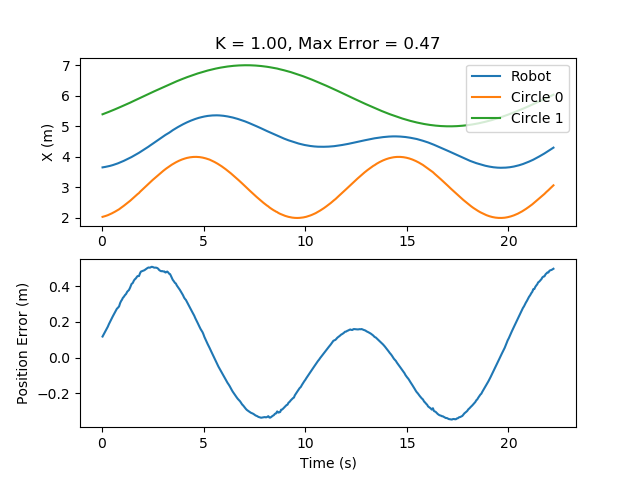 K = 1.00, Max Error = 0.47
X (m)
7
6
5
4
3
2
Robot
Circle 0
Circle 1
0 5 10 15 20
Position Error (m)
0.4
0.2
0.0
−0.2
0 5 10 15 20
Time (s)